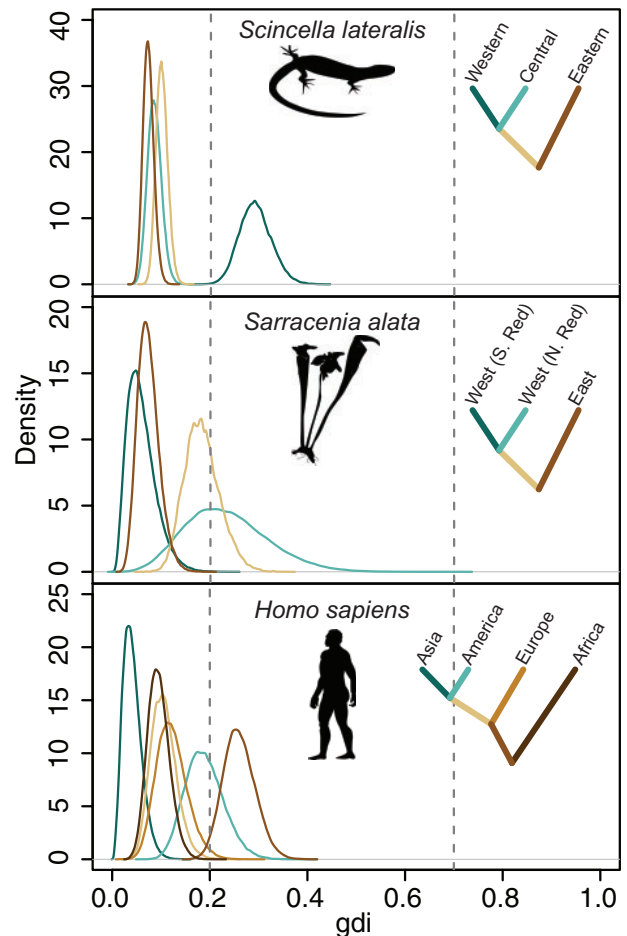 Scincella lateralis
Western
Central
Eastern
40
30
20
10
0
Sarracenia alata
West (S. Red)
West (N. Red)
East
20
15
10
5
0
Density
Homo sapiens
Asia
America
Europe
Africa
25
20
15
10
5
0
0.0 0.2 0.4 0.6 0.8 1.0
gdi